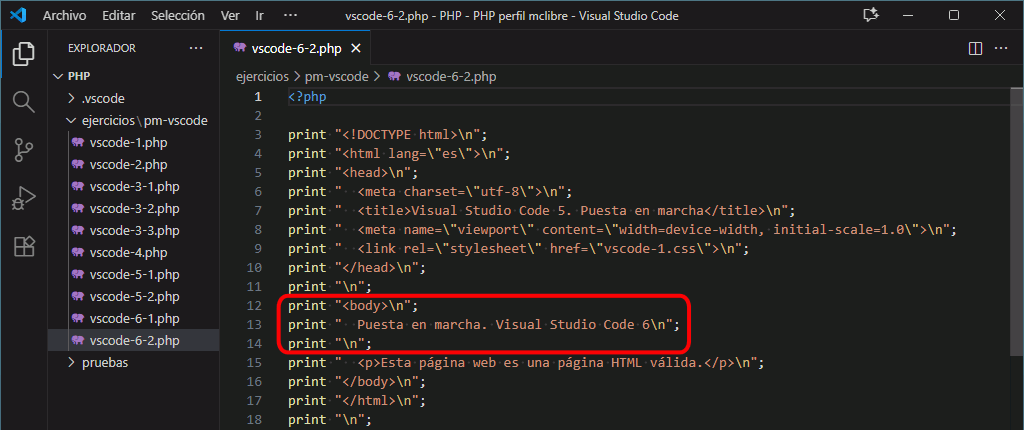 Archivo Editar Selección Ver Ir ··· vscode-6-2.php - PHP - PHP perfil mclibre - Visual Studio Code
EXPLORADOR ···
PHP
.vscode
ejercicios\pm-vscode
vscode-1.php
vscode-2.php
vscode-3-1.php
vscode-3-2.php
vscode-3-3.php
vscode-4.php
vscode-5-1.php
vscode-5-2.php
vscode-6-1.php
vscode-6-2.php
pruebas
vscode-6-2.php
ejercicios > pm-vscode > vscode-6-2.php
1 <?php
2
3 print "<!DOCTYPE html>\n";
4 print "<html lang=\"es\">\n";
5 print "<head>\n";
6 print "  <meta charset=\"utf-8\">\n";
7 print "  <title>Visual Studio Code 5. Puesta en marcha</title>\n";
8 print "  <meta name=\"viewport\" content=\"width=device-width, initial-scale=1.0\">\n";
9 print "  <link rel=\"stylesheet\" href=\"vscode-1.css\">\n";
10 print "</head>\n";
11 print "\n";
12 print "<body>\n";
13 print "  Puesta en marcha. Visual Studio Code 6\n";
14 print "\n";
15 print "  <p>Esta página web es una página HTML válida.</p>\n";
16 print "</body>\n";
17 print "</html>\n";
18 print "\n";